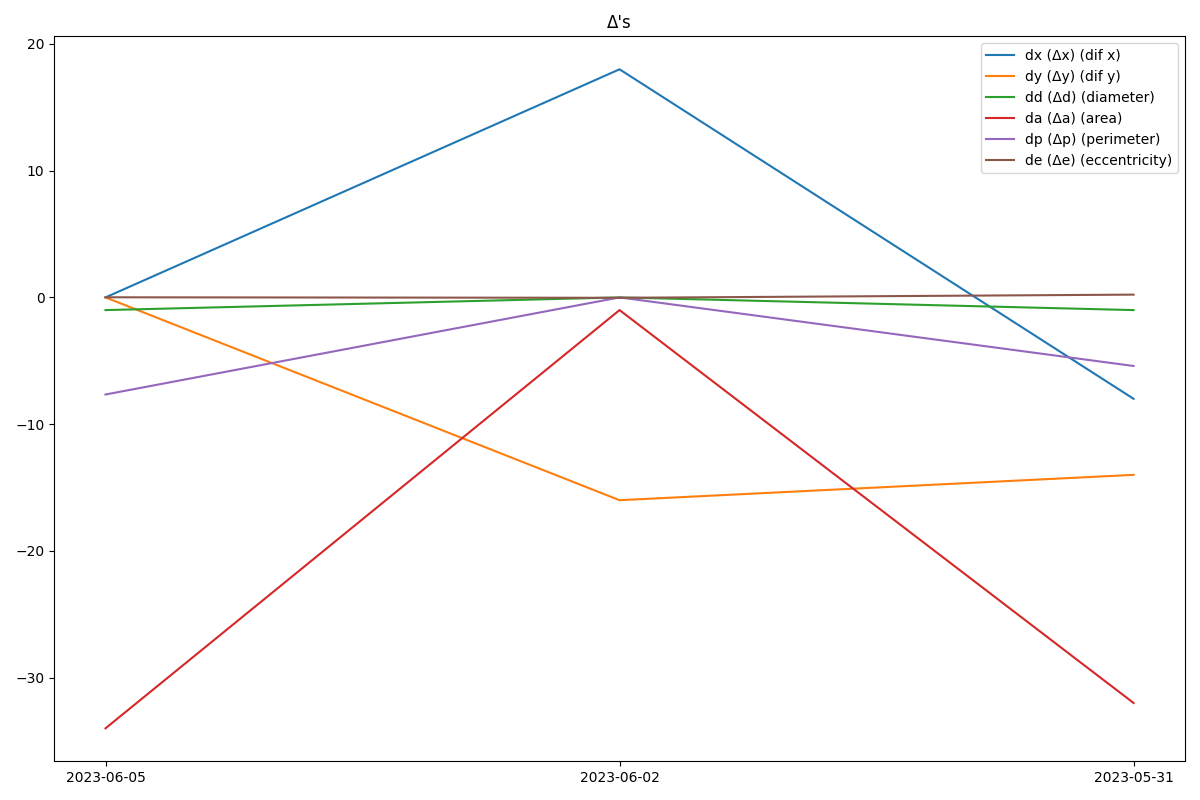 Δ's
20
10
0
−10
−20
−30
dx (Δx) (dif x)
dy (Δy) (dif y)
dd (Δd) (diameter)
da (Δa) (area)
dp (Δp) (perimeter)
de (Δe) (eccentricity)
2023-06-05
2023-06-02
2023-05-31